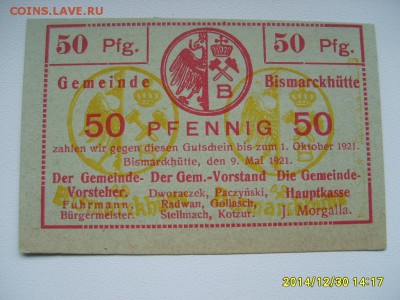 COINS.LAVE.RU
50 Pfg.
50 Pfg.
Gemeinde Bismarckhütte
B
50 PFENNIG 50
zahlen wir gegen diesen Gutschein bis zum 1. Oktober 1921.
Bismarckhütte, den 9. Mai 1921.
Der Gemeinde-Vorsteher.
Fuhrmann,
Bürgermeister.
Der Gem.-Vorstand
Dworaczek, Paczyński,
Radwan, Gollasch,
Stellmach, Kotzur.
Die Gemeinde-
Hauptkasse
J. Morgalla.
2014/12/30 14:17